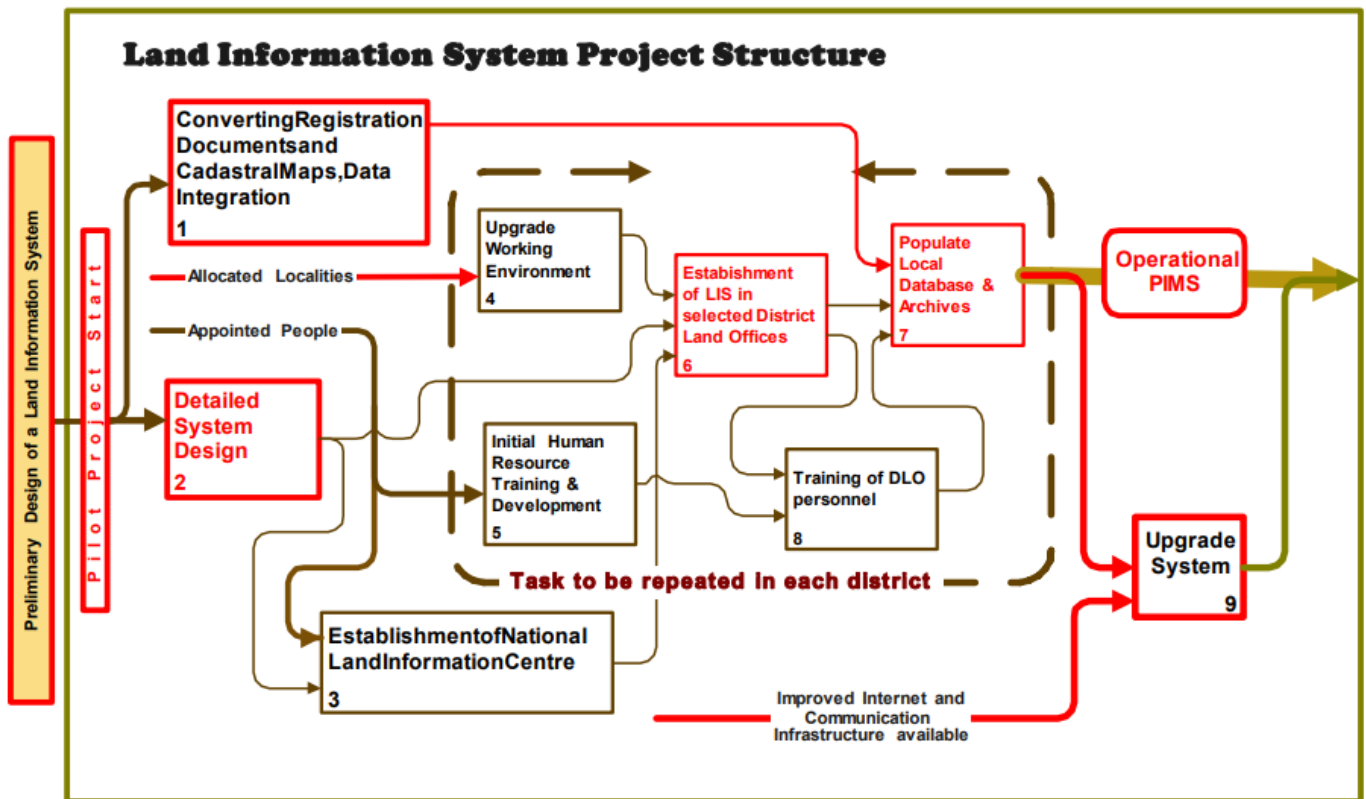 Land Information System Project Structure
Preliminary Design of a Land Information System
Pilot Project Start
ConvertingRegistration
Documentsand
CadastralMaps,Data
Integration
1
Allocated Localities
Appointed People
Detailed
System
Design
2
Upgrade
Working
Environment
4
Estabishment
of LIS in
selected District
Land Offices
6
Populate
Local
Database &
Archives
7
Operational
PIMS
Initial Human
Resource
Training &
Development
5
Training of DLO
personnel
8
Task to be repeated in each district
Upgrade
System
9
EstablishmentofNational
LandInformationCentre
3
Improved Internet and
Communication
Infrastructure available